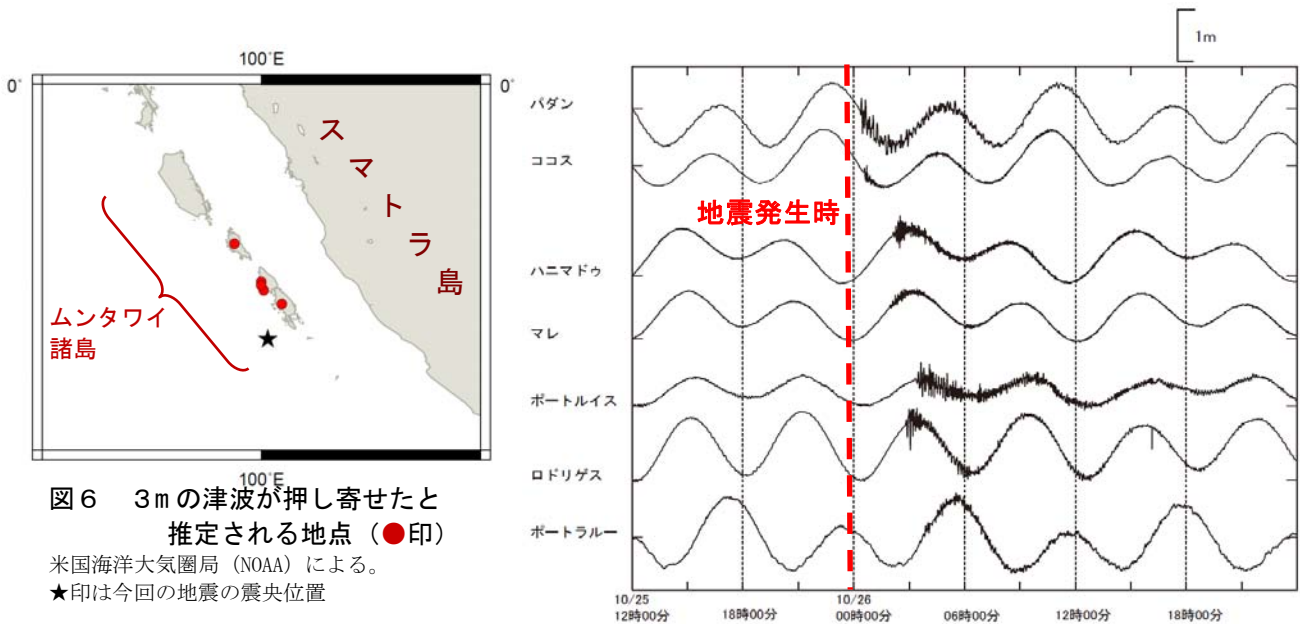 100°E
0°
0°
スマトラ島
ムンタワイ
諸島
100°E
図６　３ｍの津波が押し寄せたと
推定される地点（●印）
米国海洋大気圏局（NOAA）による。
★印は今回の地震の震央位置
1m
パダン
ココス
地震発生時
ハニマドゥ
マレ
ポートルイス
ロドリゲス
ポートラルー
10/25
12時00分
18時00分
10/26
00時00分
06時00分
12時00分
18時00分